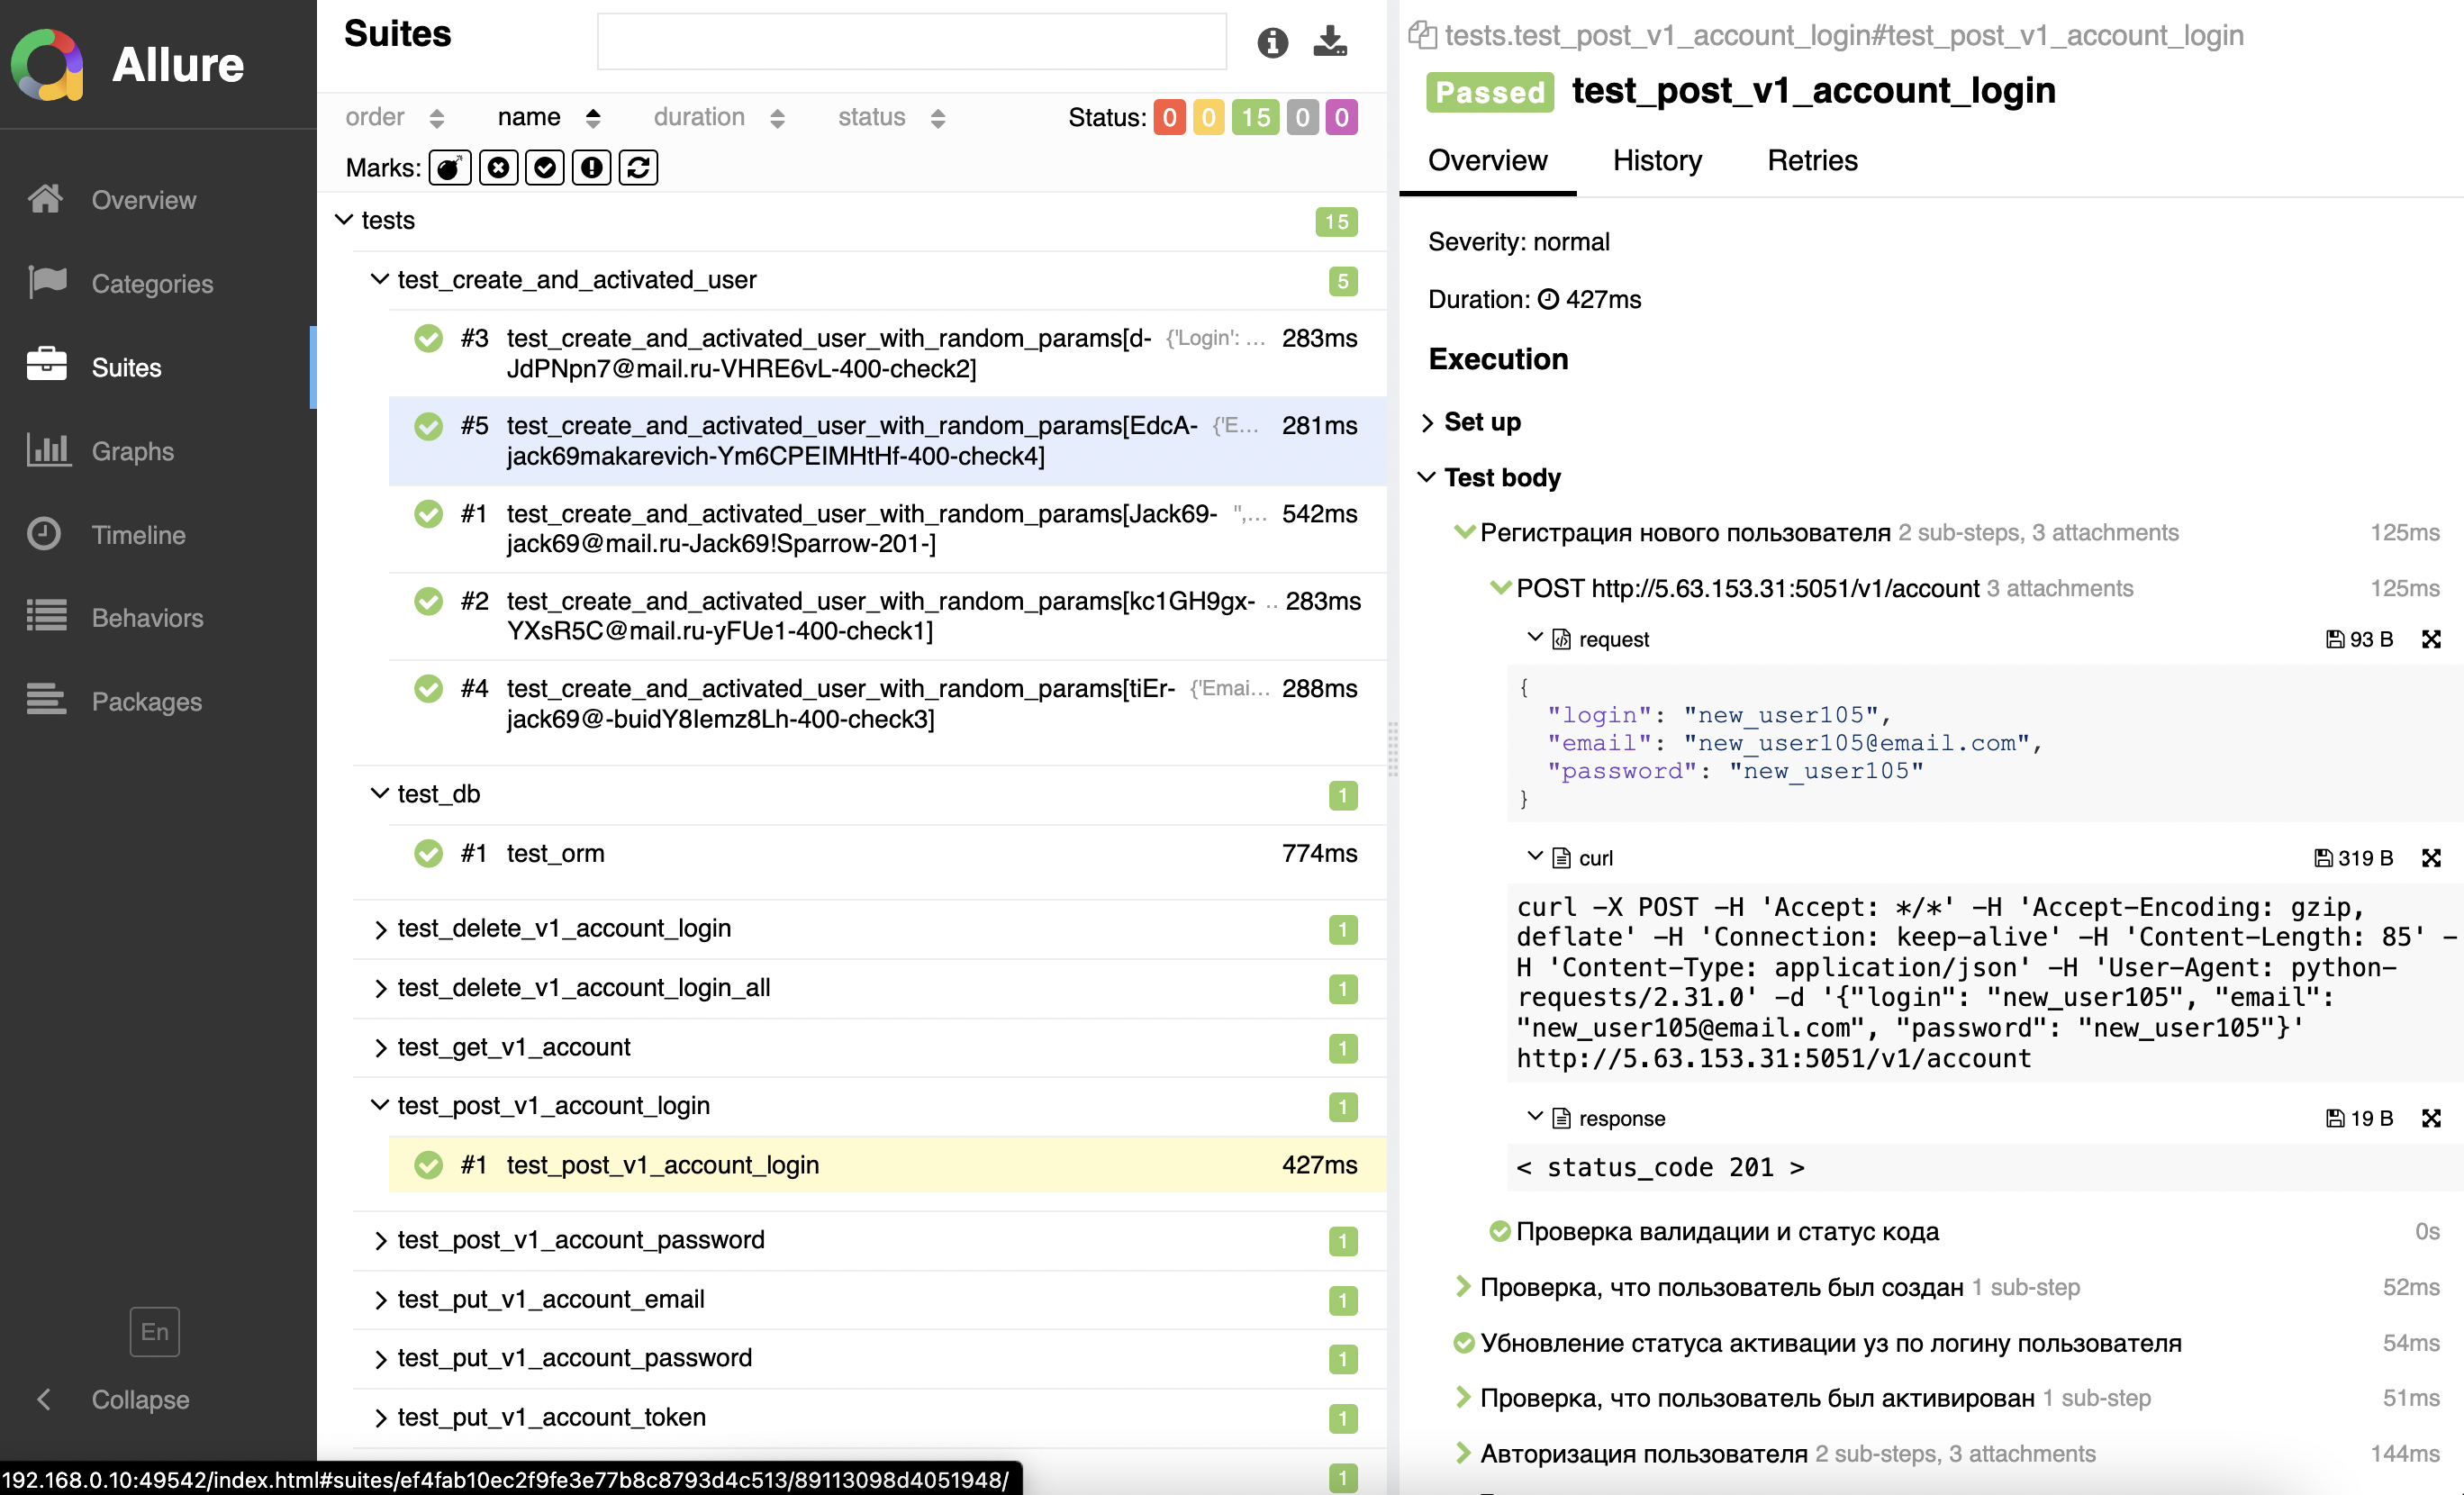 Allure
Overview
Categories
Suites
Graphs
Timeline
Behaviors
Packages
En
Collapse
Suites
order name duration status Status: 0 0 15 0 0
Marks:
tests 15
test_create_and_activated_user 5
#3 test_create_and_activated_user_with_random_params[d- {'Login': ... 283ms
JdPNpn7@mail.ru-VHRE6vL-400-check2]
#5 test_create_and_activated_user_with_random_params[EdcA- {'E... 281ms
jack69makarevich-Ym6CPEIMHtHf-400-check4]
#1 test_create_and_activated_user_with_random_params[Jack69- ",... 542ms
jack69@mail.ru-Jack69!Sparrow-201-]
#2 test_create_and_activated_user_with_random_params[kc1GH9gx- .. 283ms
YXsR5C@mail.ru-yFUe1-400-check1]
#4 test_create_and_activated_user_with_random_params[tiEr- {'Emai... 288ms
jack69@-buidY8Iemz8Lh-400-check3]
test_db 1
#1 test_orm 774ms
test_delete_v1_account_login 1
test_delete_v1_account_login_all 1
test_get_v1_account 1
test_post_v1_account_login 1
#1 test_post_v1_account_login 427ms
test_post_v1_account_password 1
test_put_v1_account_email 1
test_put_v1_account_password 1
test_put_v1_account_token 1
1
192.168.0.10:49542/index.html#suites/ef4fab10ec2f9fe3e77b8c8793d4c513/89113098d4051948/
tests.test_post_v1_account_login#test_post_v1_account_login
Passed test_post_v1_account_login
Overview History Retries
Severity: normal
Duration: 427ms
Execution
Set up
Test body
Регистрация нового пользователя 2 sub-steps, 3 attachments 125ms
POST http://5.63.153.31:5051/v1/account 3 attachments 125ms
request 93 B
{
"login": "new_user105",
"email": "new_user105@email.com",
"password": "new_user105"
}
curl 319 B
curl -X POST -H 'Accept: */*' -H 'Accept-Encoding: gzip,
deflate' -H 'Connection: keep-alive' -H 'Content-Length: 85' -
H 'Content-Type: application/json' -H 'User-Agent: python-
requests/2.31.0' -d '{"login": "new_user105", "email":
"new_user105@email.com", "password": "new_user105"}'
http://5.63.153.31:5051/v1/account
response 19 B
< status_code 201 >
Проверка валидации и статус кода 0s
Проверка, что пользователь был создан 1 sub-step 52ms
Убновление статуса активации уз по логину пользователя 54ms
Проверка, что пользователь был активирован 1 sub-step 51ms
Авторизация пользователя 2 sub-steps, 3 attachments 144ms